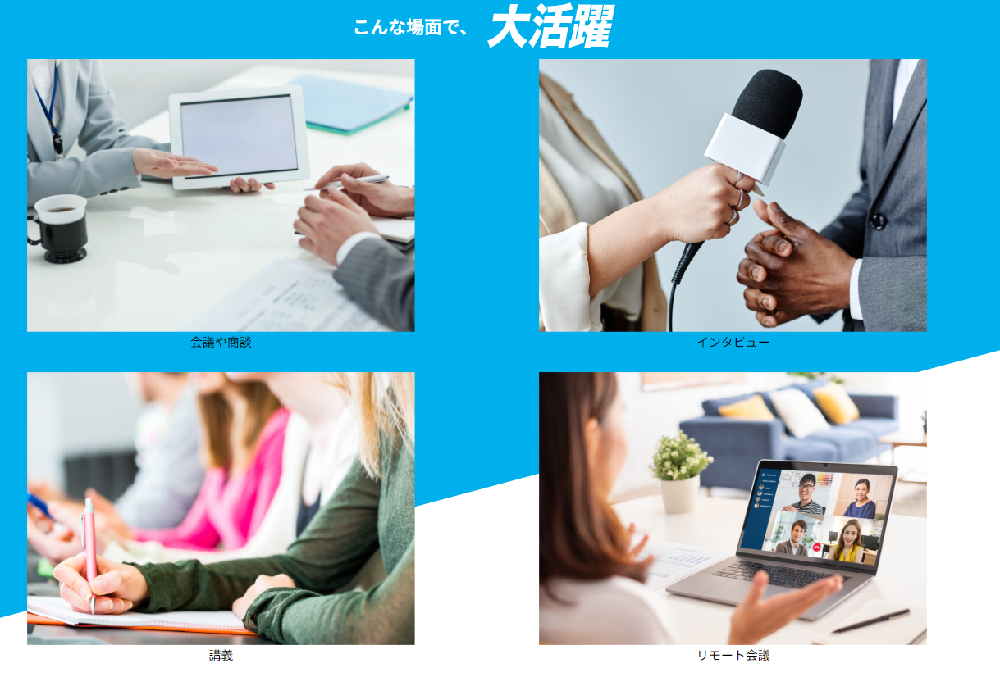 こんな場面で、 大活躍
会議や商談
インタビュー
講義
リモート会議